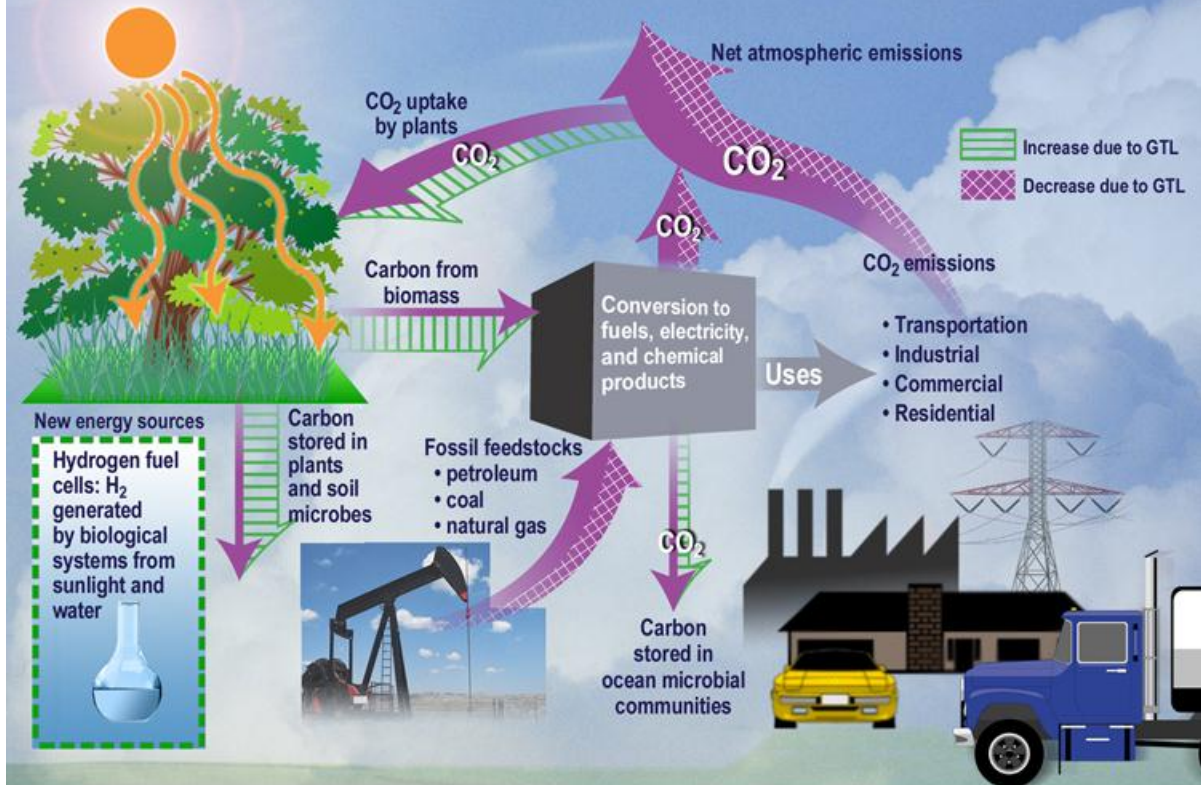 Net atmospheric emissions
CO₂ uptake
by plants
CO₂
CO₂
Increase due to GTL
Decrease due to GTL
CO₂
CO₂ emissions
Carbon from
biomass
Conversion to
fuels, electricity,
and chemical
products
Uses
• Transportation
• Industrial
• Commercial
• Residential
New energy sources
Hydrogen fuel
cells: H₂
generated
by biological
systems from
sunlight and
water
Carbon
stored in
plants
and soil
microbes
Fossil feedstocks
• petroleum
• coal
• natural gas
CO₂
Carbon
stored in
ocean microbial
communities